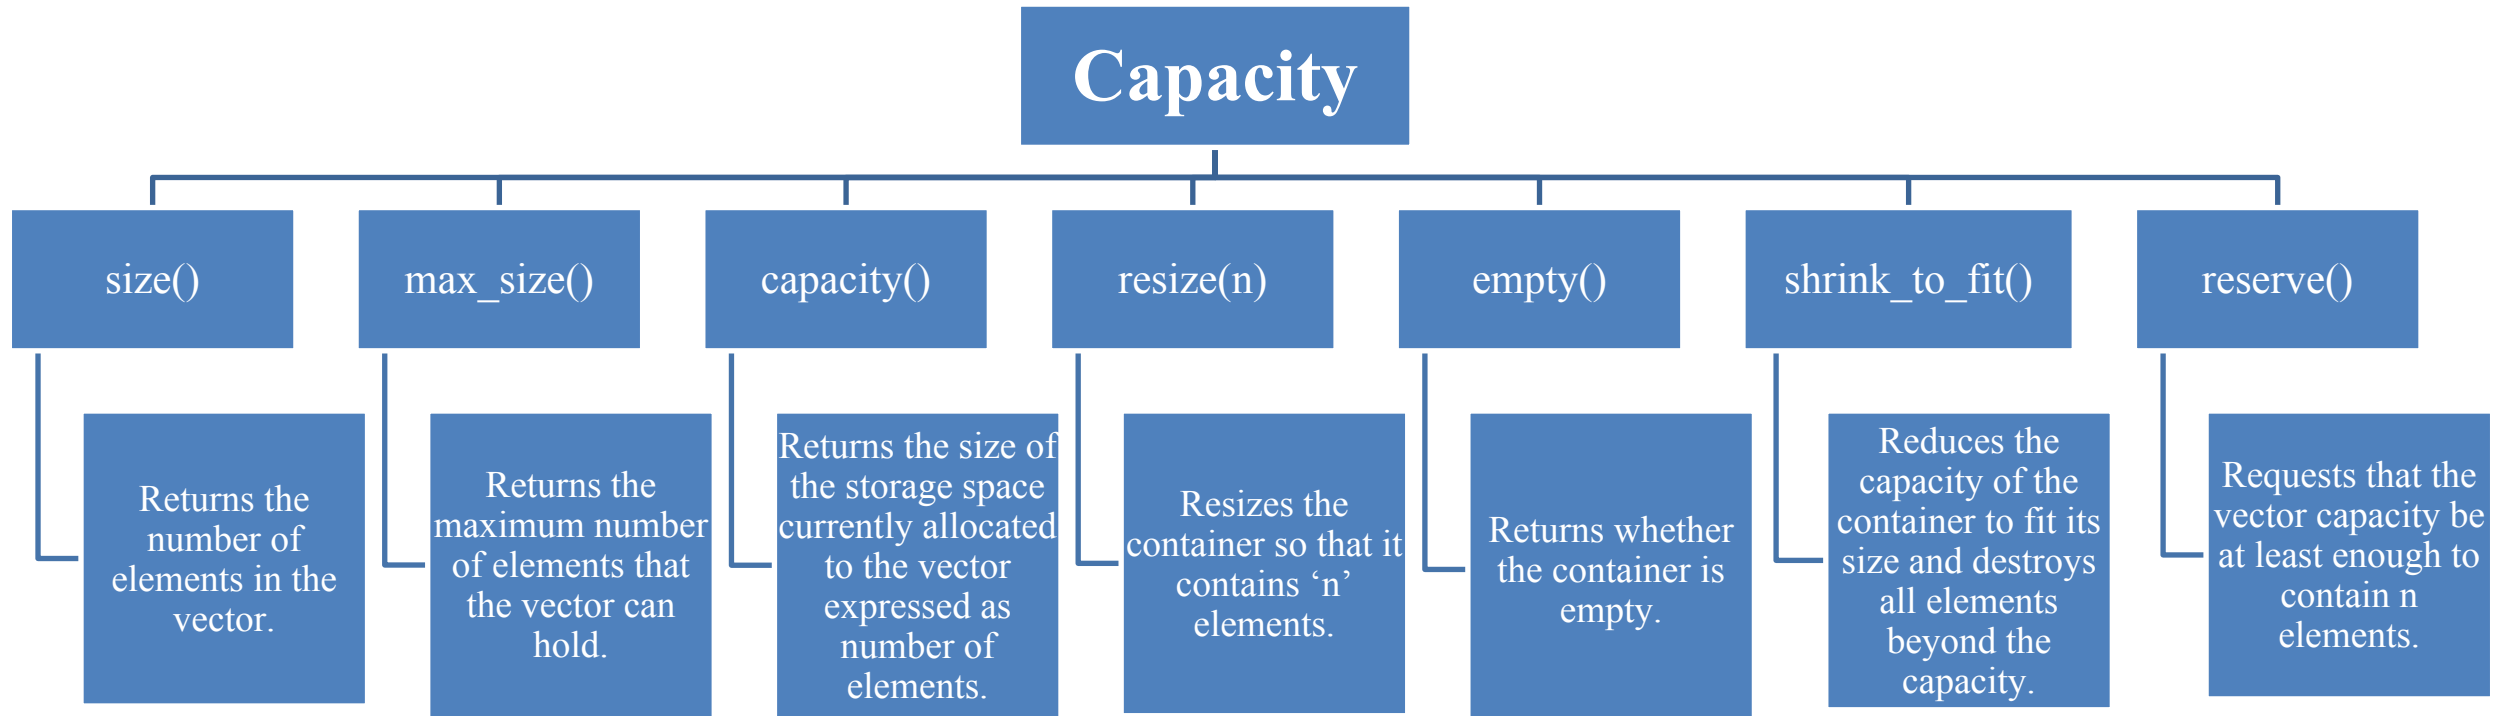 Capacity
size()
max_size()
capacity()
resize(n)
empty()
shrink_to_fit()
reserve()
Returns the
number of
elements in the
vector.
Returns the
maximum number
of elements that
the vector can
hold.
Returns the size of
the storage space
currently allocated
to the vector
expressed as
number of
elements.
Resizes the
container so that it
contains ‘n’
elements.
Returns whether
the container is
empty.
Reduces the
capacity of the
container to fit its
size and destroys
all elements
beyond the
capacity.
Requests that the
vector capacity be
at least enough to
contain n
elements.